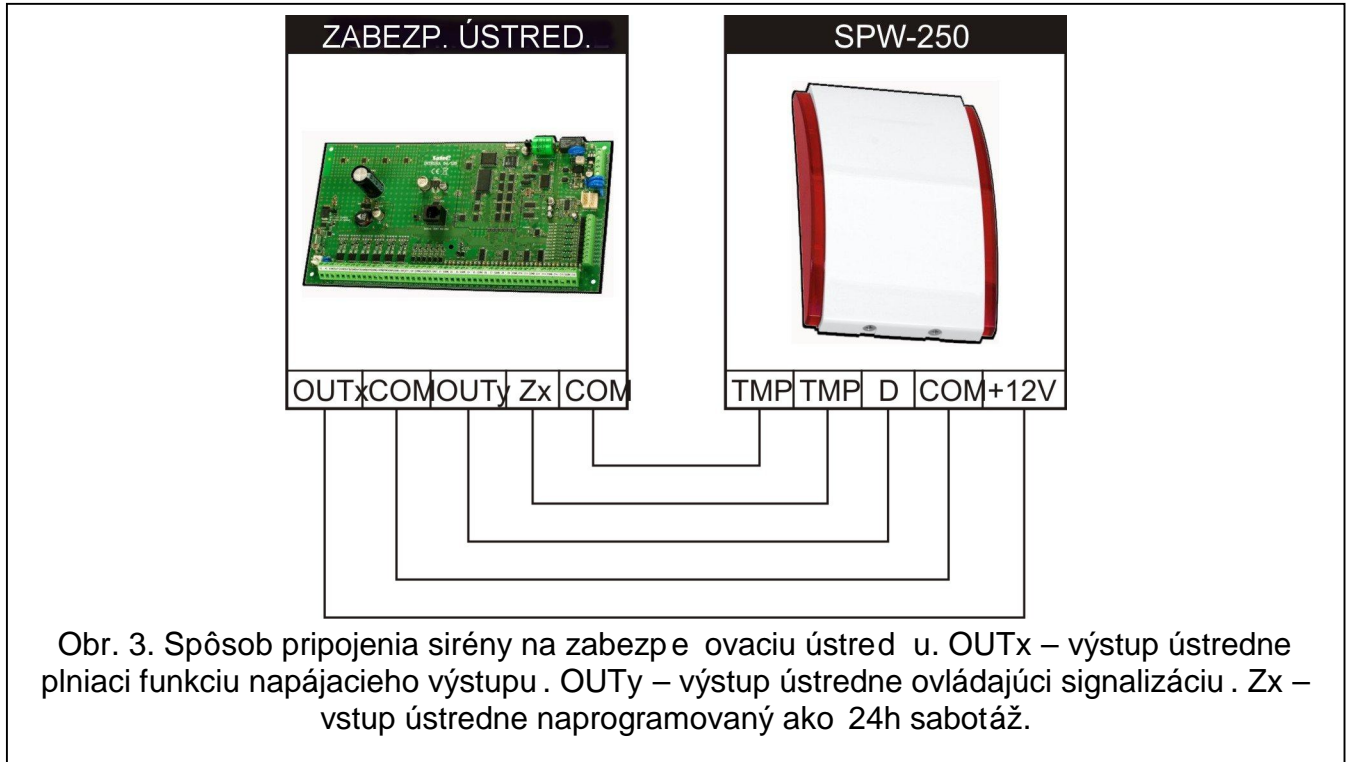 ZABEZP. ÚSTRED.
SPW-250
OUTx COM OUTy Zx COM
TMP TMP D COM +12V
Obr. 3. Spôsob pripojenia sirény na zabezpe ovaciu ústred u. OUTx – výstup ústredne
plniaci funkciu napájacieho výstupu . OUTy – výstup ústredne ovládajúci signalizáciu . Zx –
vstup ústredne naprogramovaný ako 24h sabotáž.